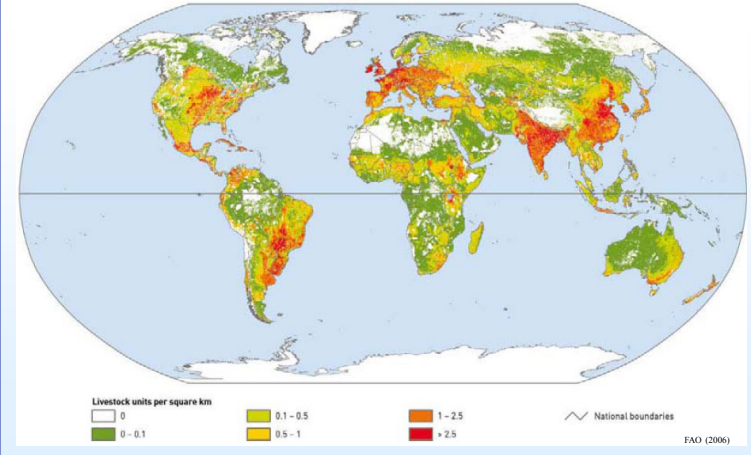 Livestock units per square km
0
0.1 – 0.5
1 – 2.5
National boundaries
0 – 0.1
0.5 – 1
> 2.5
FAO (2006)